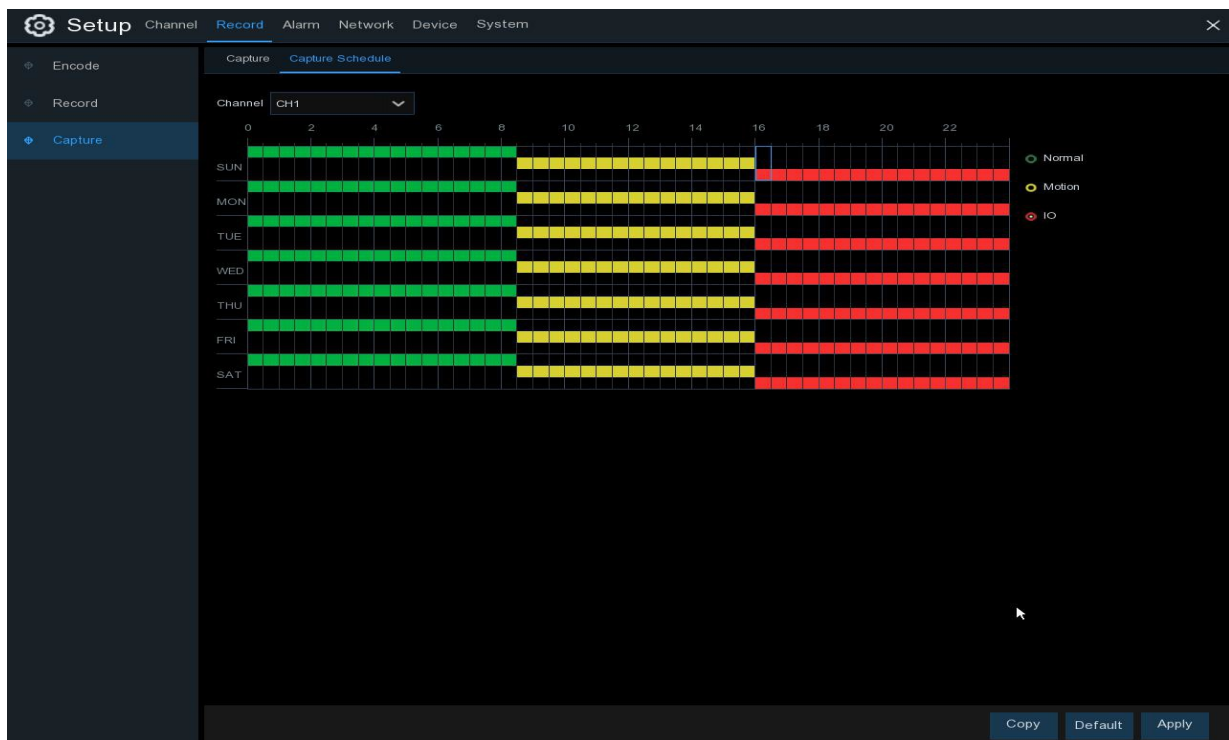 Setup Channel Record Alarm Network Device System
Encode
Record
Capture
Capture Capture Schedule
Channel CH1
0 2 4 6 8 10 12 14 16 18 20 22
SUN
MON
TUE
WED
THU
FRI
SAT
Normal
Motion
IO
Copy Default Apply